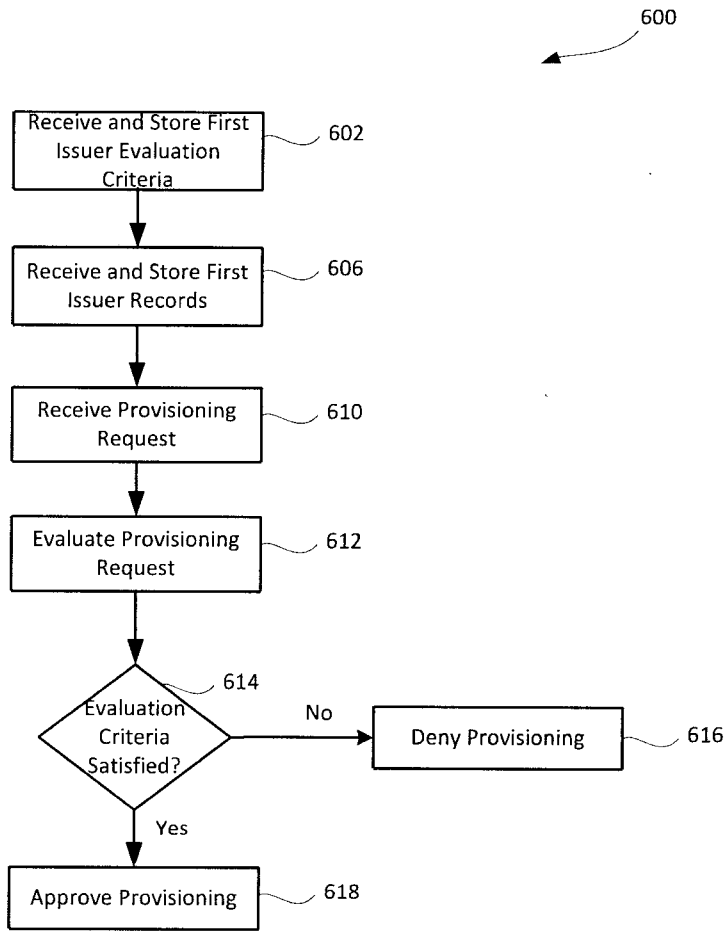 600
Receive and Store First
Issuer Evaluation
Criteria
602
Receive and Store First
Issuer Records
606
Receive Provisioning
Request
610
Evaluate Provisioning
Request
612
614
Evaluation
Criteria
Satisfied?
No
Deny Provisioning
616
Yes
Approve Provisioning
618